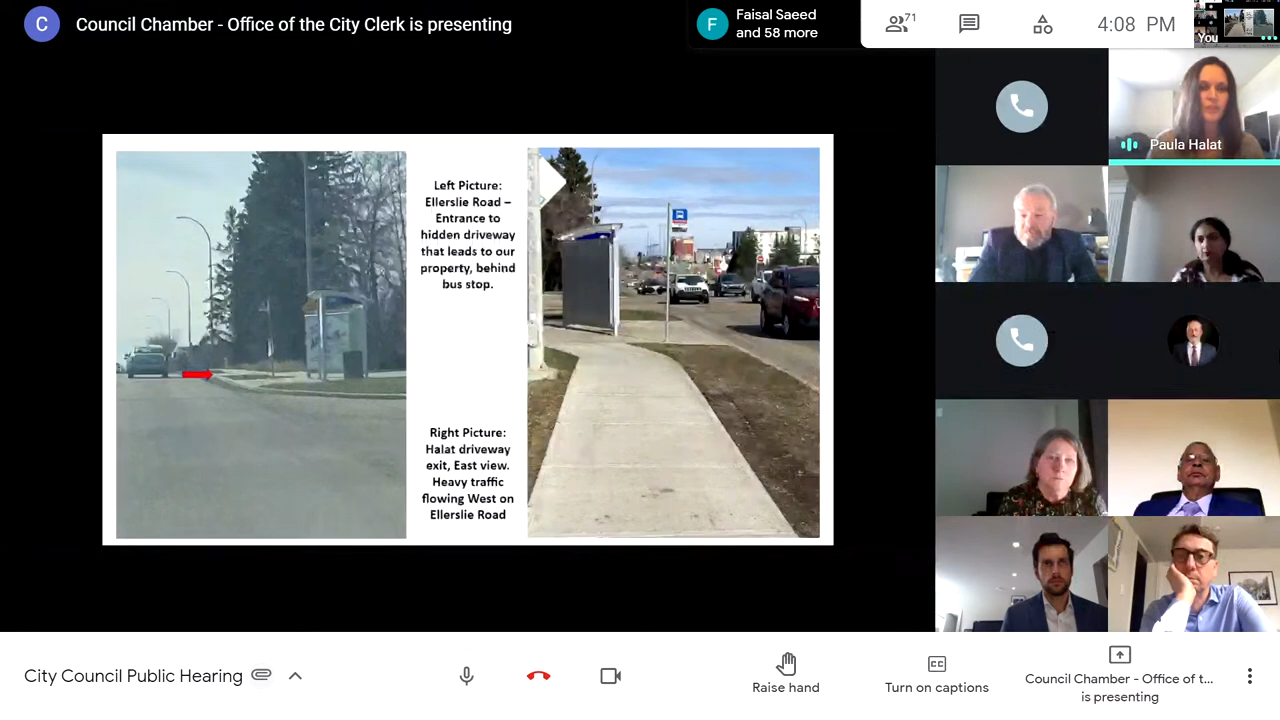 C
Council Chamber - Office of the City Clerk is presenting
F
Faisal Saeed
and 58 more
71
4:08 PM
You
Paula Halat
Left Picture:
Ellerslie Road –
Entrance to
hidden driveway
that leads to our
property, behind
bus stop.
Right Picture:
Halat driveway
exit, East view.
Heavy traffic
flowing West on
Ellerslie Road
City Council Public Hearing
Raise hand
CC
Turn on captions
Council Chamber - Office of t...
is presenting